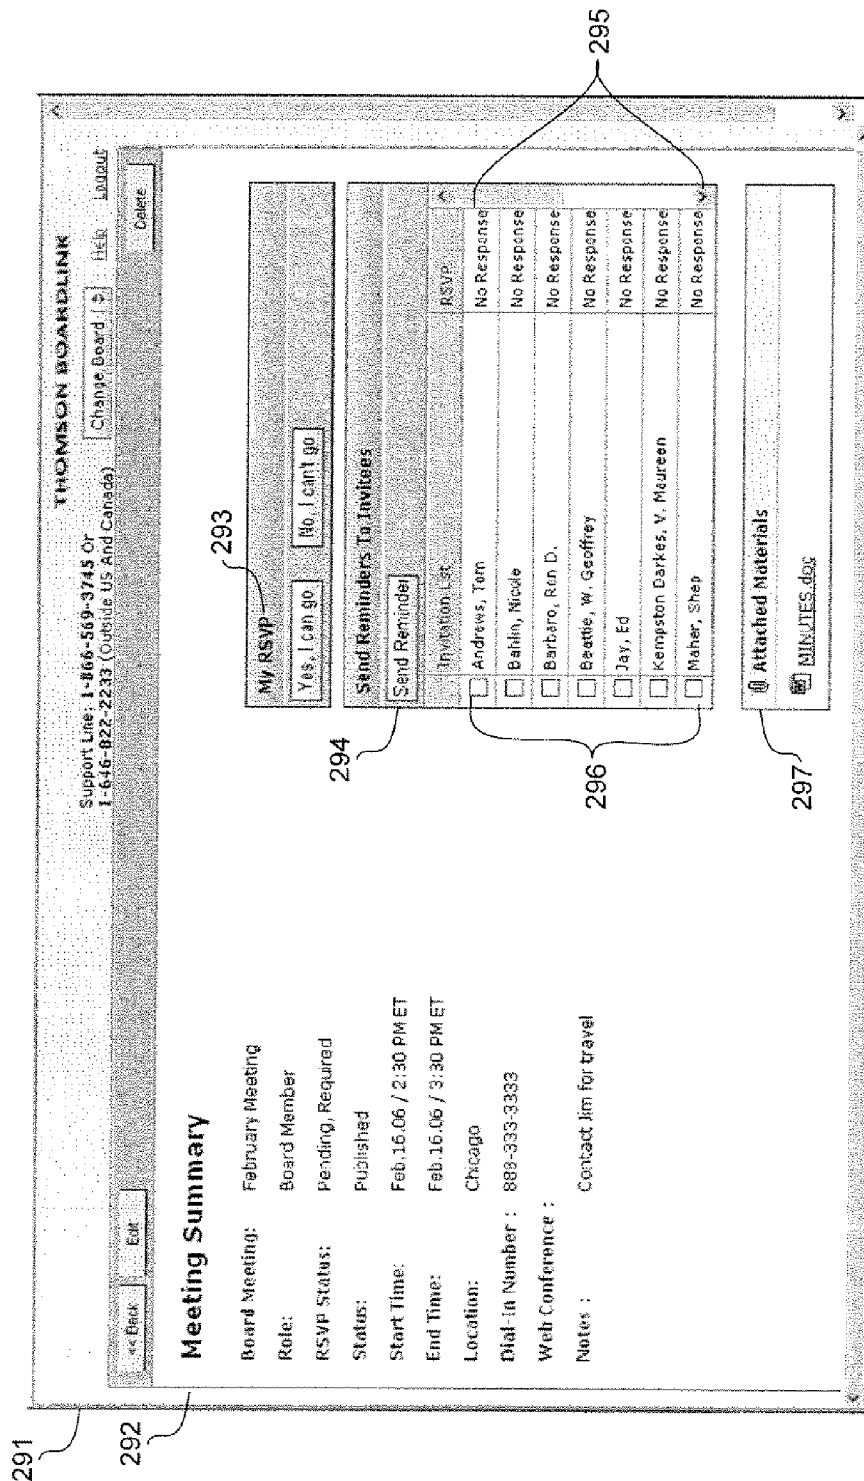 291
THOMSON BOARDLINK
Support Line: 1-866-569-3745 Or
1-646-822-2233 (Outside US And Canada)
Change Board
Help Logout
<< Back Edit Delete
292
Meeting Summary
Board Meeting: February Meeting
Role: Board Member
RSVP Status: Pending, Required
Status: Published
Start Time: Feb.16.06 / 2:30 PM ET
End Time: Feb.16.06 / 3:30 PM ET
Location: Chicago
Dial-In Number : 888-333-3333
Web Conference :
Notes : Contact Jim for travel
293
My RSVP
Yes, I can go No, I can't go
294
Send Reminders To Invitees
Send Reminder
Invitation List RSVP
Andrews, Tom No Response
Bahlin, Nicole No Response
Barbaro, Ron D. No Response
Beattie, W. Geoffrey No Response
Jay, Ed No Response
Kempston Darkes, V. Maureen No Response
Maher, Shep No Response
295
296
297
Attached Materials
MINUTES.doc